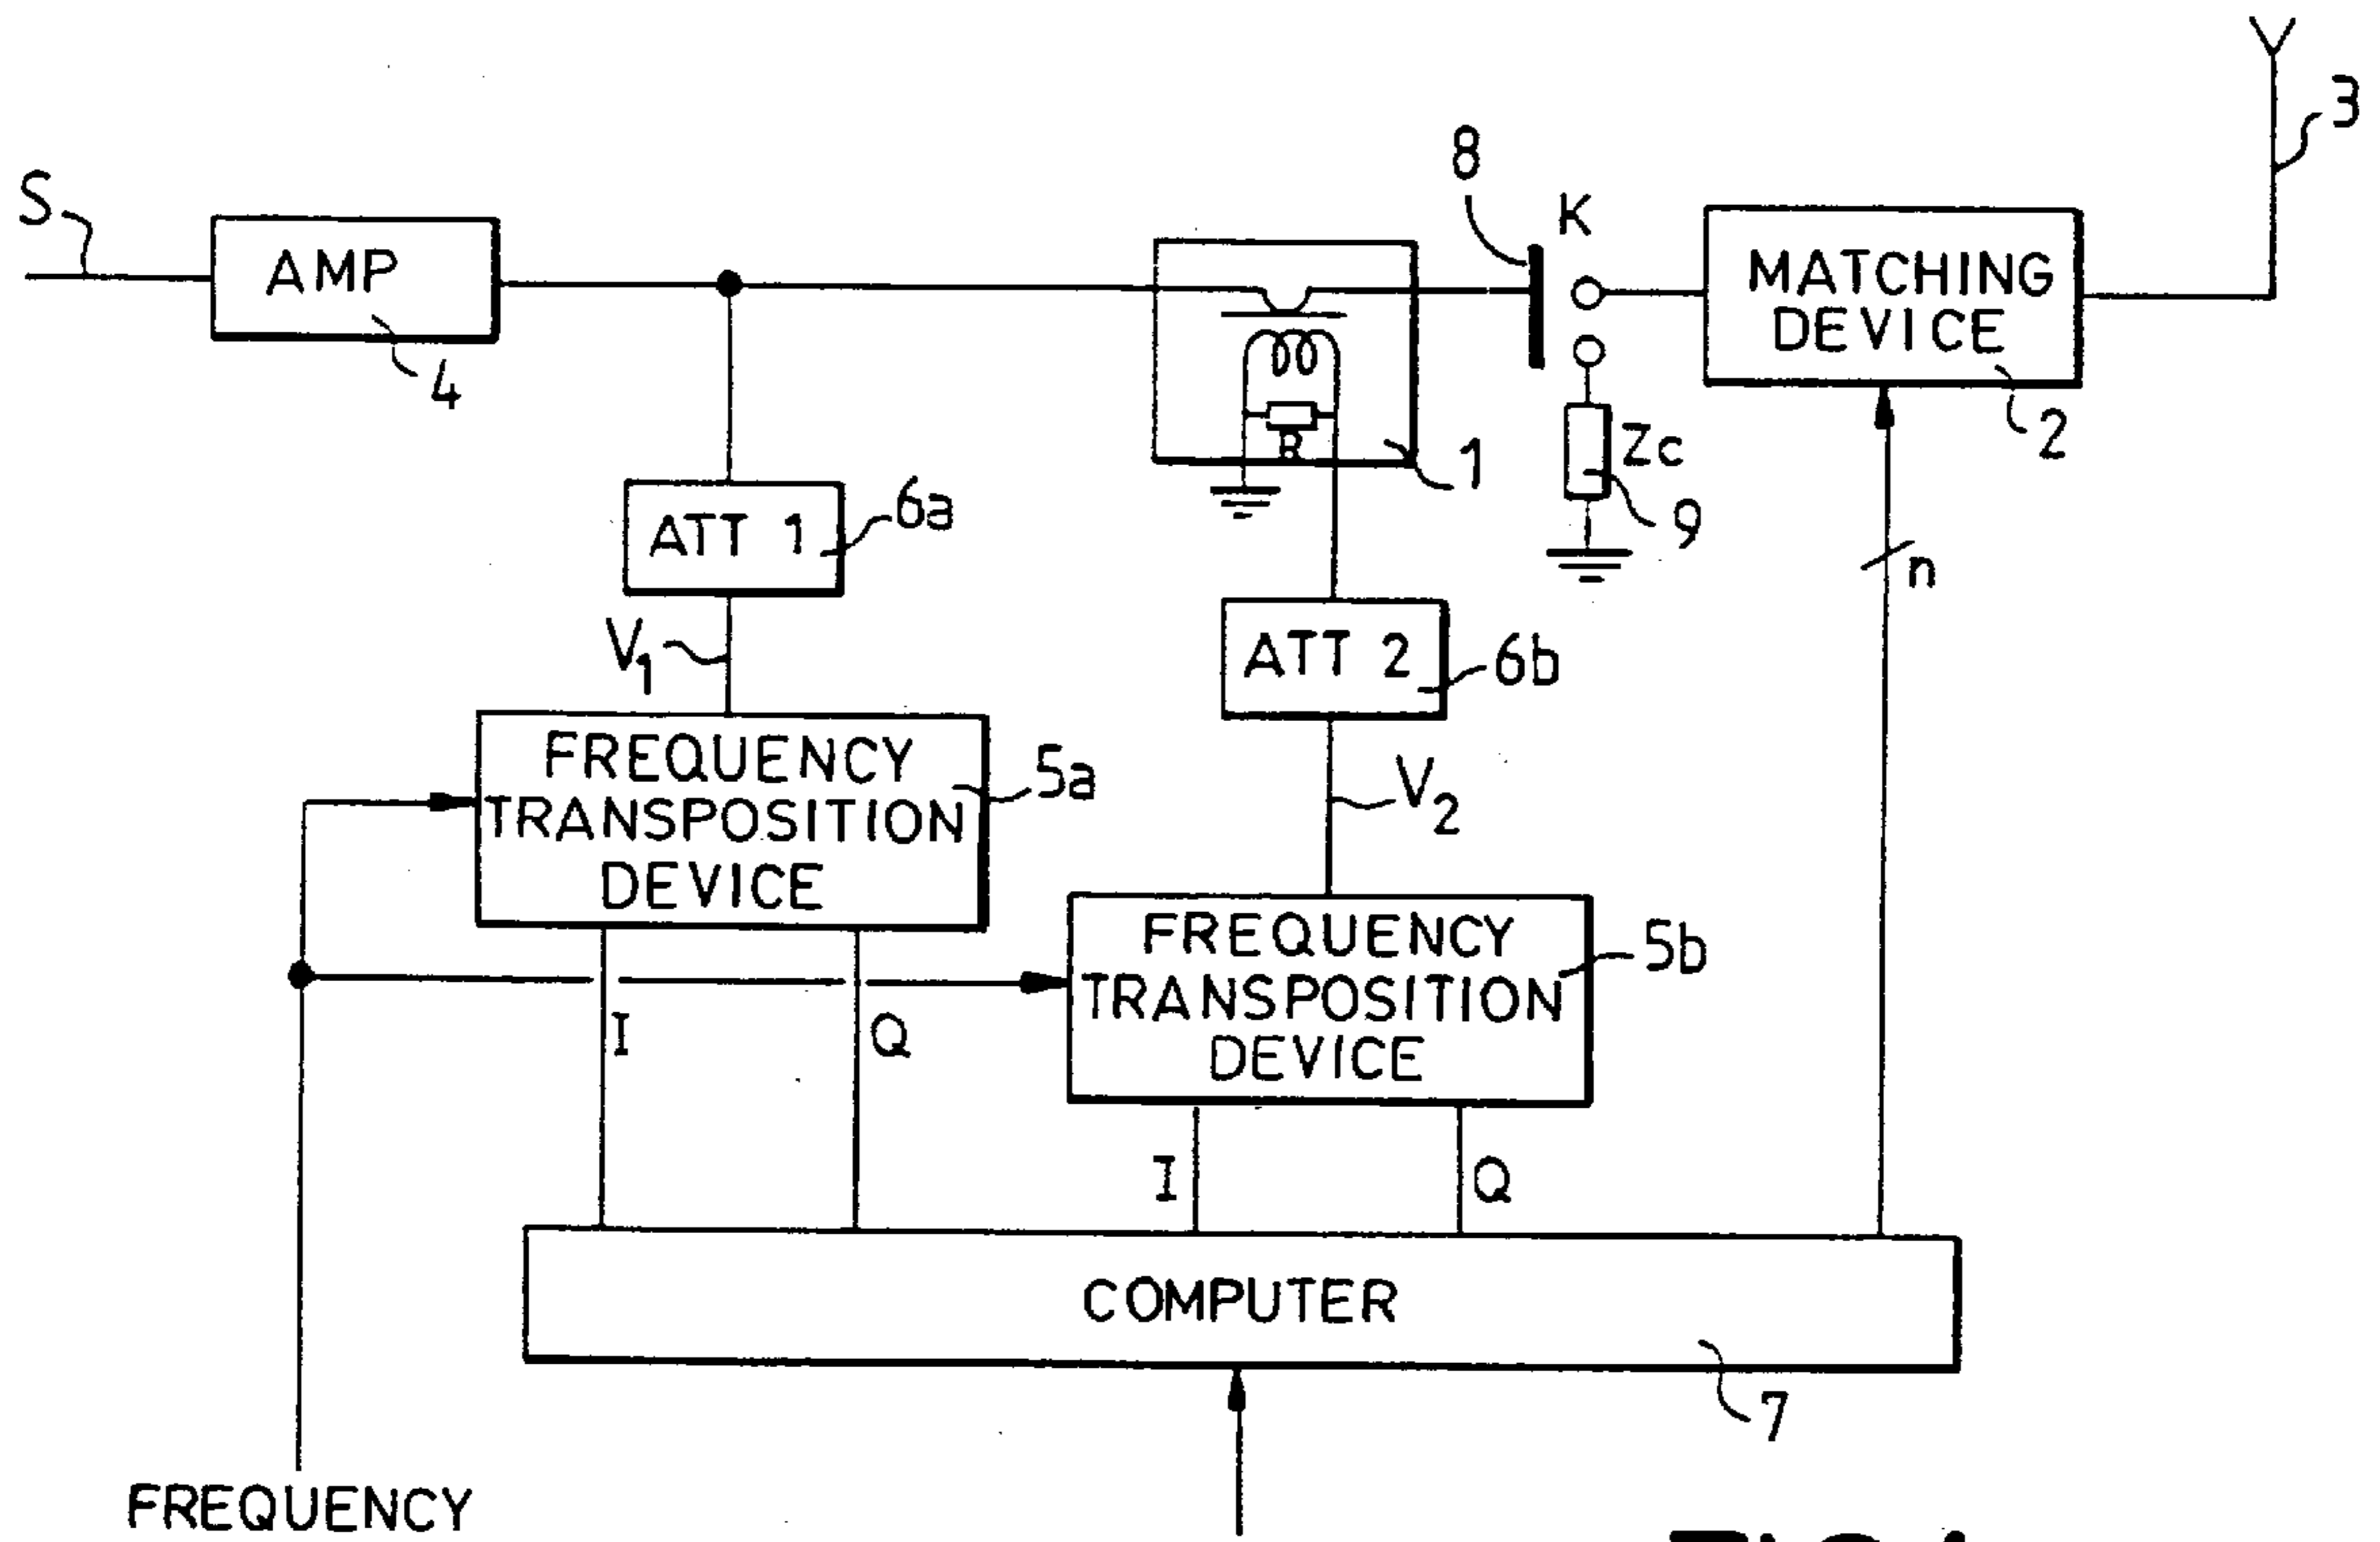 S
AMP
4
8
K
MATCHING
DEVICE
2
3
R
1
Zc
9
n
ATT 1
6a
V1
ATT 2
6b
V2
FREQUENCY
TRANSPOSITION
DEVICE
5a
FREQUENCY
TRANSPOSITION
DEVICE
5b
I
Q
I
Q
COMPUTER
7
FREQUENCY